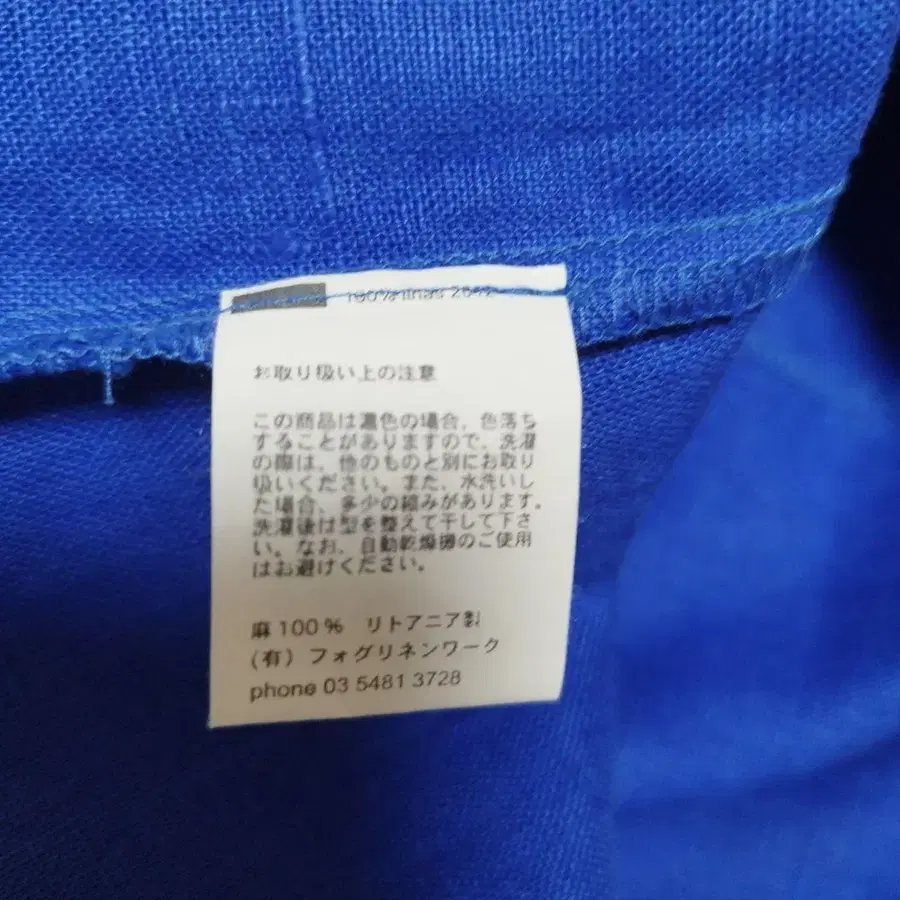 お取り扱い上の注意
この商品は濃色の場合、色落ち
することがありますので、洗濯
の際は、他のものと別にお取り
扱いください。また、水洗いし
た場合、多少の縮みがあります。
洗濯後は型を整えて干して下さ
い。なお、自動乾燥機のご使用
はお避けください。
麻 100 % リトアニア製
(有) フォグリネンワーク
phone 03 5481 3728